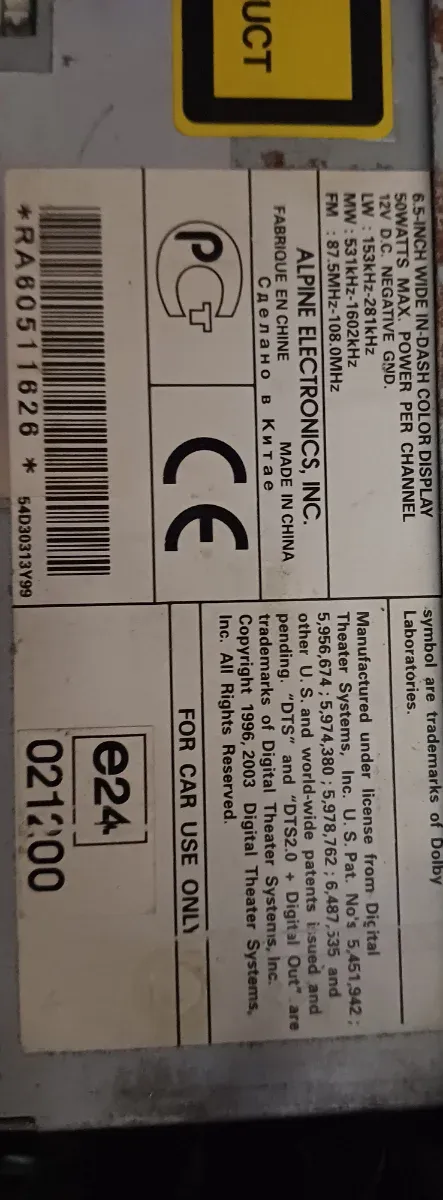 UCT
6.5-INCH WIDE IN-DASH COLOR DISPLAY
50WATTS MAX. POWER PER CHANNEL
12V D.C. NEGATIVE GND.
LW : 153kHz-281kHz
MW : 531kHz-1602kHz
FM : 87.5MHz-108.0MHz
ALPINE ELECTRONICS, INC.
FABRIQUE EN CHINE MADE IN CHINA
Сделано в Китае
РСТ
CE
*RA60511626*
54D30313Y99
symbol are trademarks of Dolby
Laboratories.
Manufactured under license from Digital
Theater Systems, Inc. U. S. Pat. No's 5,451,942 ;
5,956,674 ; 5,974,380 ; 5,978,762 ; 6,487,535 and
other U. S. and world-wide patents issued and
pending. "DTS" and "DTS2.0 + Digital Out" are
trademarks of Digital Theater Systems, Inc.
Copyright 1996, 2003 Digital Theater Systems,
Inc. All Rights Reserved.
FOR CAR USE ONLY
e24
021200